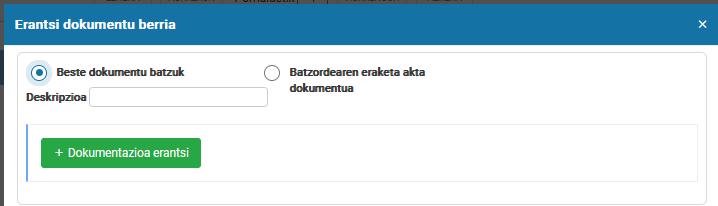 Erantsi dokumentu berria ×
Beste dokumentu batzuk
Batzordearen eraketa akta
dokumentua
Deskripzioa
+ Dokumentazioa erantsi